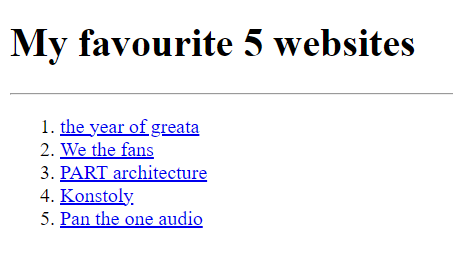 My favourite 5 websites
1. the year of greata
2. We the fans
3. PART architecture
4. Konstoly
5. Pan the one audio